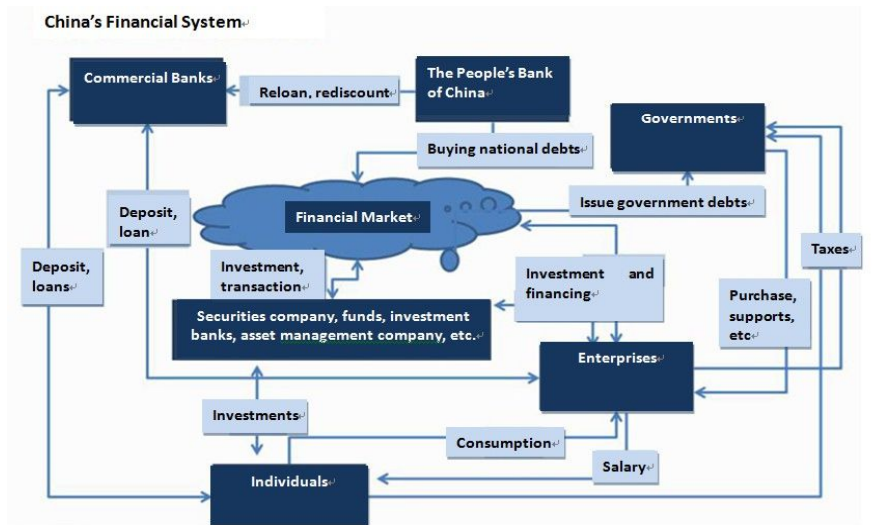 China's Financial System
Commercial Banks
Reloan, rediscount
The People's Bank
of China
Governments
Buying national debts
Deposit,
loan
Financial Market
Issue government debts
Deposit,
loans
Investment,
transaction
Investment and
financing
Taxes
Purchase,
supports,
etc
Securities company, funds, investment
banks, asset management company, etc.
Enterprises
Investments
Consumption
Salary
Individuals